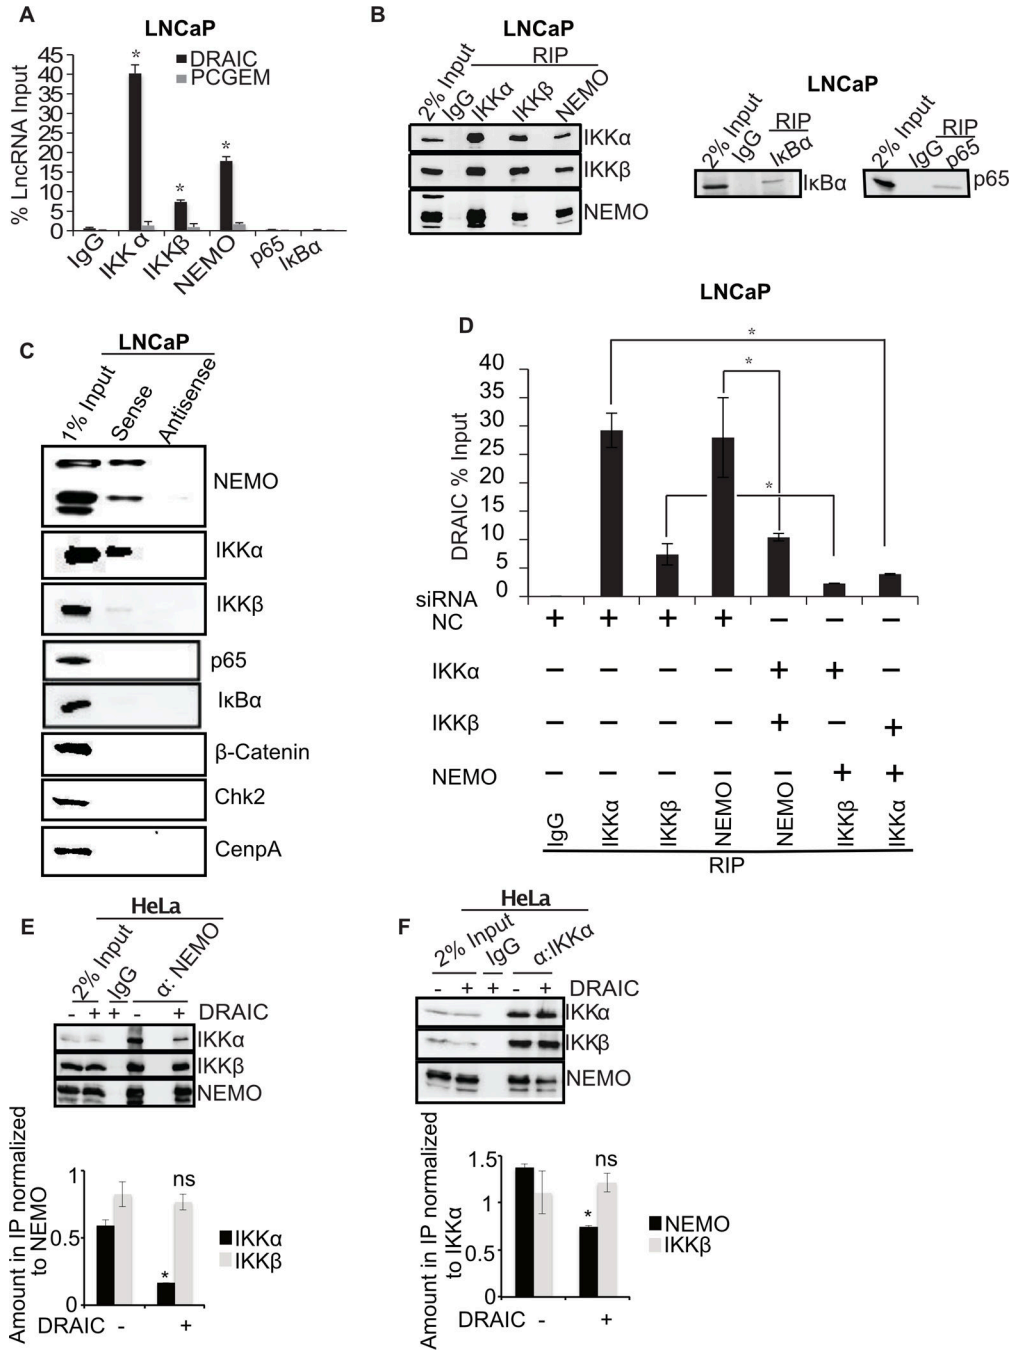 A
LNCaP
DRAIC
PCGEM
% LncRNA Input
45
40
35
30
25
20
15
10
5
0
* * *
IgG IKKα IKKβ NEMO p65 IκBα
B
LNCaP
RIP
2% Input IgG IKKα IKKβ NEMO
IKKα
IKKβ
NEMO
LNCaP
RIP
2% Input IgG IκBα
IκBα
RIP
2% Input IgG p65
p65
C
LNCaP
1% Input Sense Antisense
NEMO
IKKα
IKKβ
p65
IκBα
β-Catenin
Chk2
CenpA
D
LNCaP
DRAIC % Input
40
35
30
25
20
15
10
5
0
* * *
siRNA
NC + + + + − − −
IKKα − − − − + + −
IKKβ − − − − + − +
NEMO − − − − − + +
IgG IKKα IKKβ NEMO NEMO IKKβ IKKα
RIP
E
HeLa
2% Input IgG α: NEMO
- + + - + DRAIC
IKKα
IKKβ
NEMO
Amount in IP normalized
to NEMO
1
0.5
0
ns
*
IKKα
IKKβ
DRAIC - +
F
HeLa
2% Input IgG α:IKKα
- + + - + DRAIC
IKKα
IKKβ
NEMO
Amount in IP normalized
to IKKα
1.5
1
0.5
0
ns
*
NEMO
IKKβ
DRAIC - +